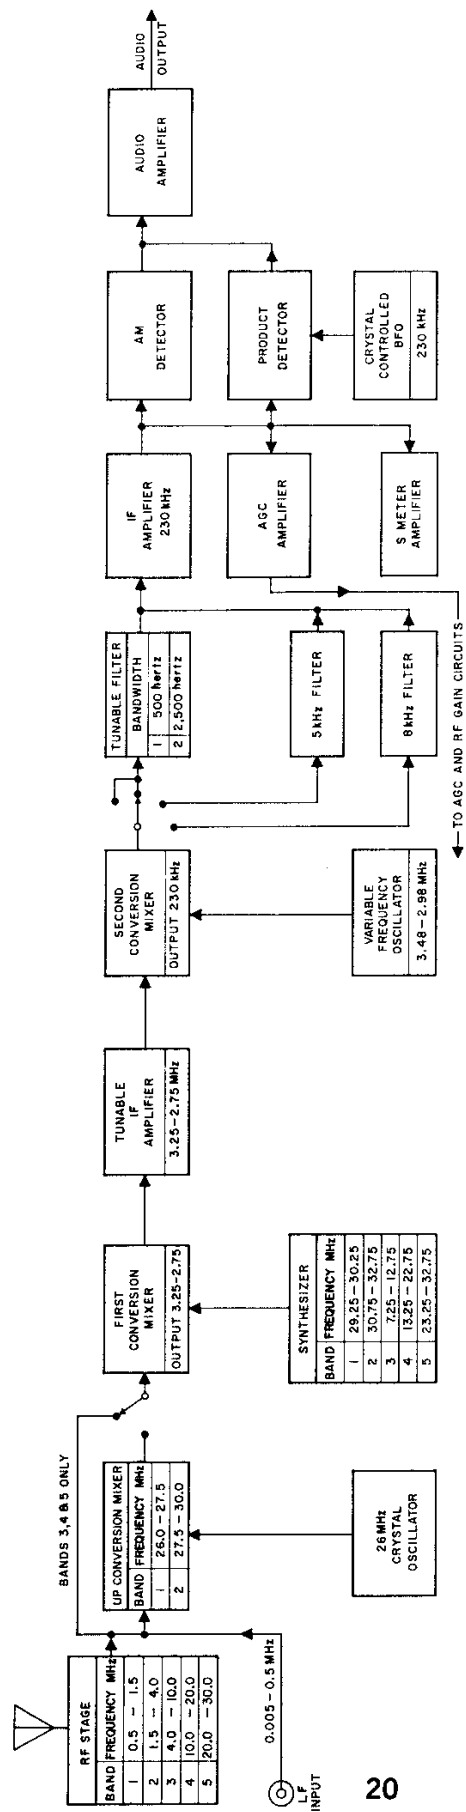 RF STAGE
BAND FREQUENCY MHz
1 0.5 – 1.5
2 1.5 – 4.0
3 4.0 – 10.0
4 10.0 – 20.0
5 20.0 – 30.0
LF
INPUT
0.005 – 0.5 MHz
BANDS 3,4 & 5 ONLY
UP CONVERSION MIXER
BAND FREQUENCY MHz
1 26.0 – 27.5
2 27.5 – 30.0
26MHz
CRYSTAL
OSCILLATOR
FIRST
CONVERSION
MIXER
OUTPUT 3.25-2.75
SYNTHESIZER
BAND FREQUENCY MHz
1 29.25 – 30.25
2 30.75 – 32.75
3 7.25 – 12.75
4 13.25 – 22.75
5 23.25 – 32.75
TUNABLE
IF
AMPLIFIER
3.25-2.75 MHz
SECOND
CONVERSION
MIXER
OUTPUT 230 kHz
VARIABLE
FREQUENCY
OSCILLATOR
3.48 – 2.98 MHz
TUNABLE FILTER
BANDWIDTH
1 500 hertz
2 2,500 hertz
5kHz FILTER
8kHz FILTER
TO AGC AND RF GAIN CIRCUITS
IF
AMPLIFIER
230 kHz
AGC
AMPLIFIER
S METER
AMPLIFIER
AM
DETECTOR
PRODUCT
DETECTOR
CRYSTAL
CONTROLLED
BFO
230 kHz
AUDIO
AMPLIFIER
AUDIO
OUTPUT
20